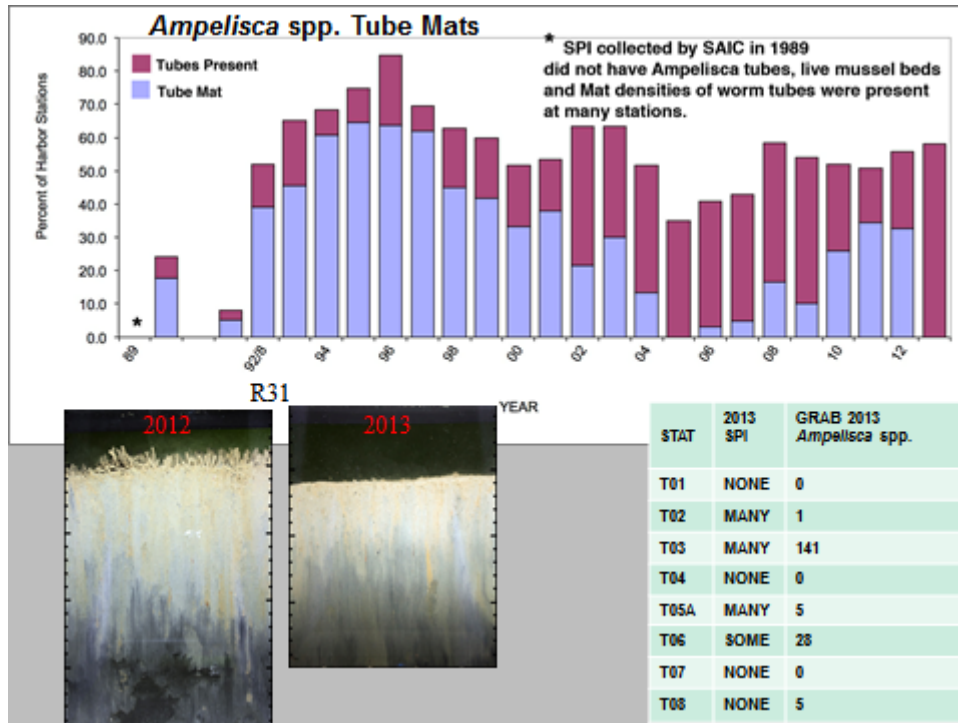 Ampelisca spp. Tube Mats
90.0
80.0
70.0
60.0
50.0
40.0
30.0
20.0
10.0
0.0
Percent of Harbor Stations
Tubes Present
Tube Mat
* SPI collected by SAIC in 1989
did not have Ampelisca tubes, live mussel beds
and Mat densities of worm tubes were present
at many stations.
*
89 92/8 94 96 98 00 02 04 06 08 10 12
YEAR
R31
2012
2013
STAT 2013 SPI GRAB 2013 Ampelisca spp.
T01 NONE 0
T02 MANY 1
T03 MANY 141
T04 NONE 0
T05A MANY 5
T06 SOME 28
T07 NONE 0
T08 NONE 5